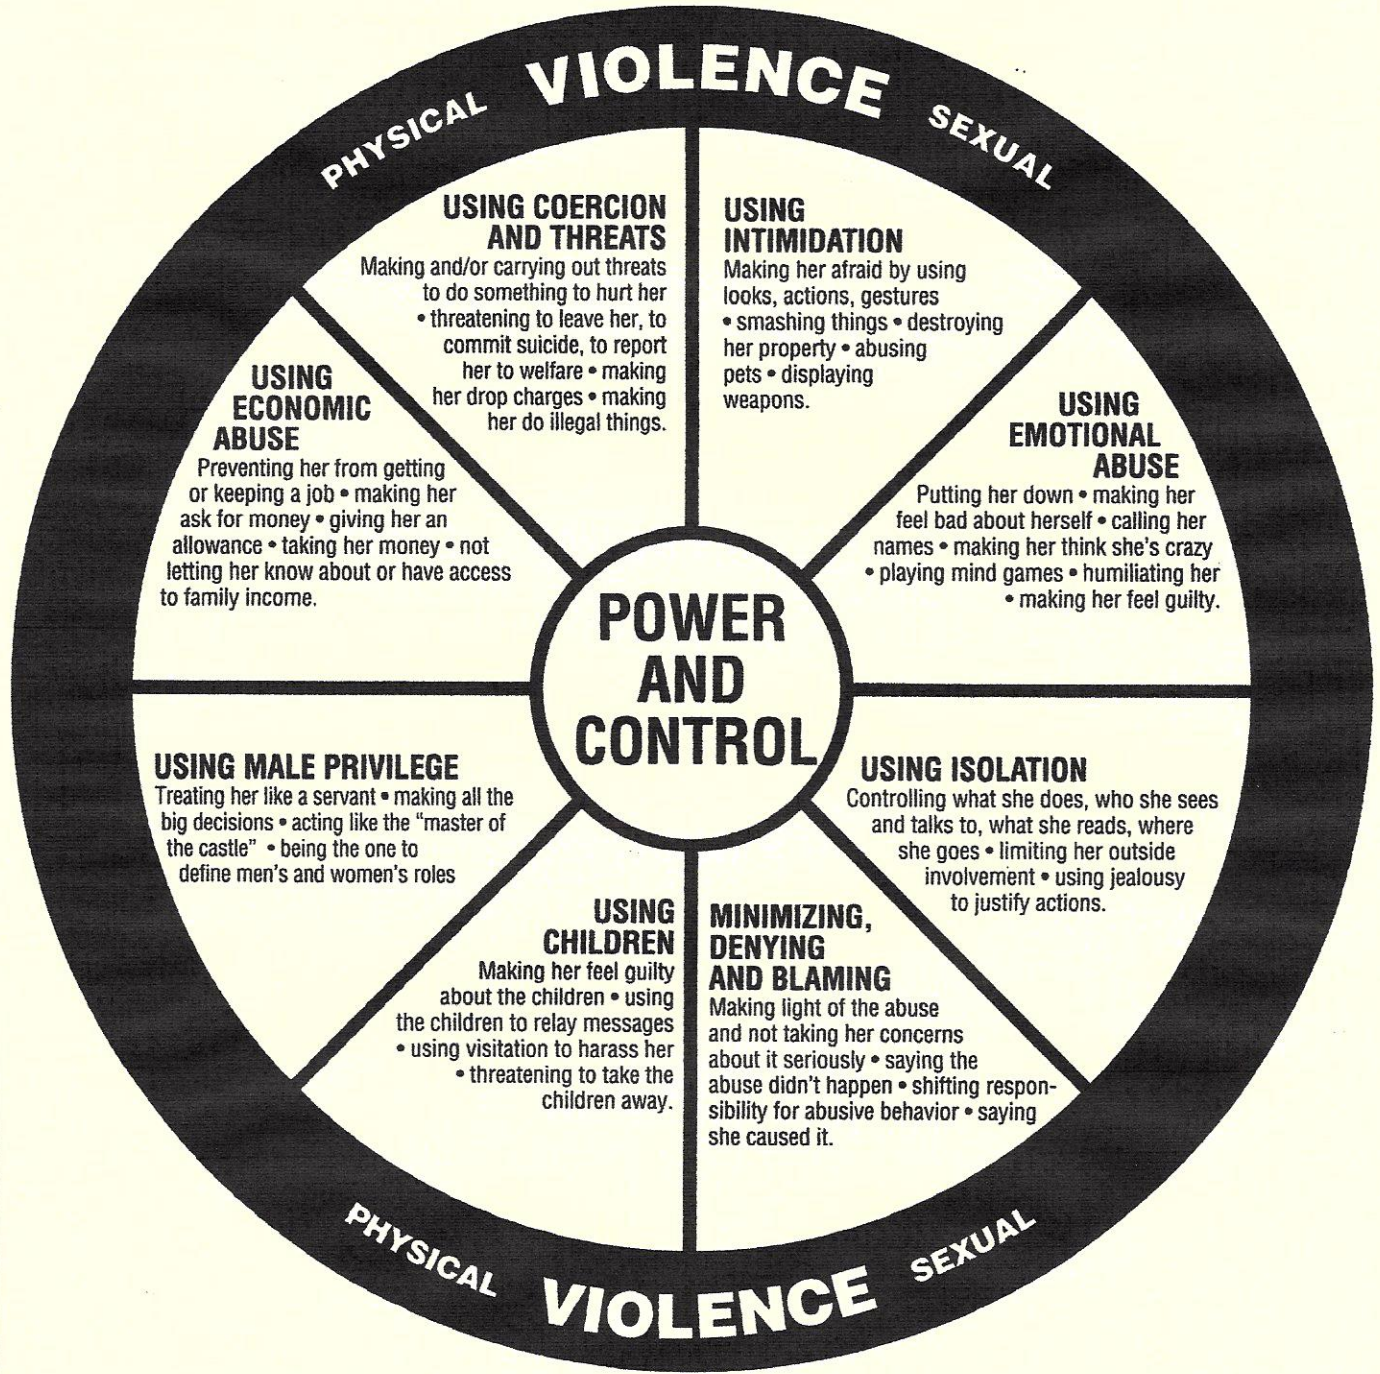 PHYSICAL VIOLENCE SEXUAL
USING COERCION
AND THREATS
Making and/or carrying out threats
to do something to hurt her
• threatening to leave her, to
commit suicide, to report
her to welfare • making
her drop charges • making
her do illegal things.
USING
INTIMIDATION
Making her afraid by using
looks, actions, gestures
• smashing things • destroying
her property • abusing
pets • displaying
weapons.
USING
ECONOMIC
ABUSE
Preventing her from getting
or keeping a job • making her
ask for money • giving her an
allowance • taking her money • not
letting her know about or have access
to family income.
USING
EMOTIONAL
ABUSE
Putting her down • making her
feel bad about herself • calling her
names • making her think she's crazy
• playing mind games • humiliating her
• making her feel guilty.
POWER
AND
CONTROL
USING MALE PRIVILEGE
Treating her like a servant • making all the
big decisions • acting like the "master of
the castle" • being the one to
define men's and women's roles
USING ISOLATION
Controlling what she does, who she sees
and talks to, what she reads, where
she goes • limiting her outside
involvement • using jealousy
to justify actions.
USING
CHILDREN
Making her feel guilty
about the children • using
the children to relay messages
• using visitation to harass her
• threatening to take the
children away.
MINIMIZING,
DENYING
AND BLAMING
Making light of the abuse
and not taking her concerns
about it seriously • saying the
abuse didn't happen • shifting respon-
sibility for abusive behavior • saying
she caused it.
PHYSICAL VIOLENCE SEXUAL